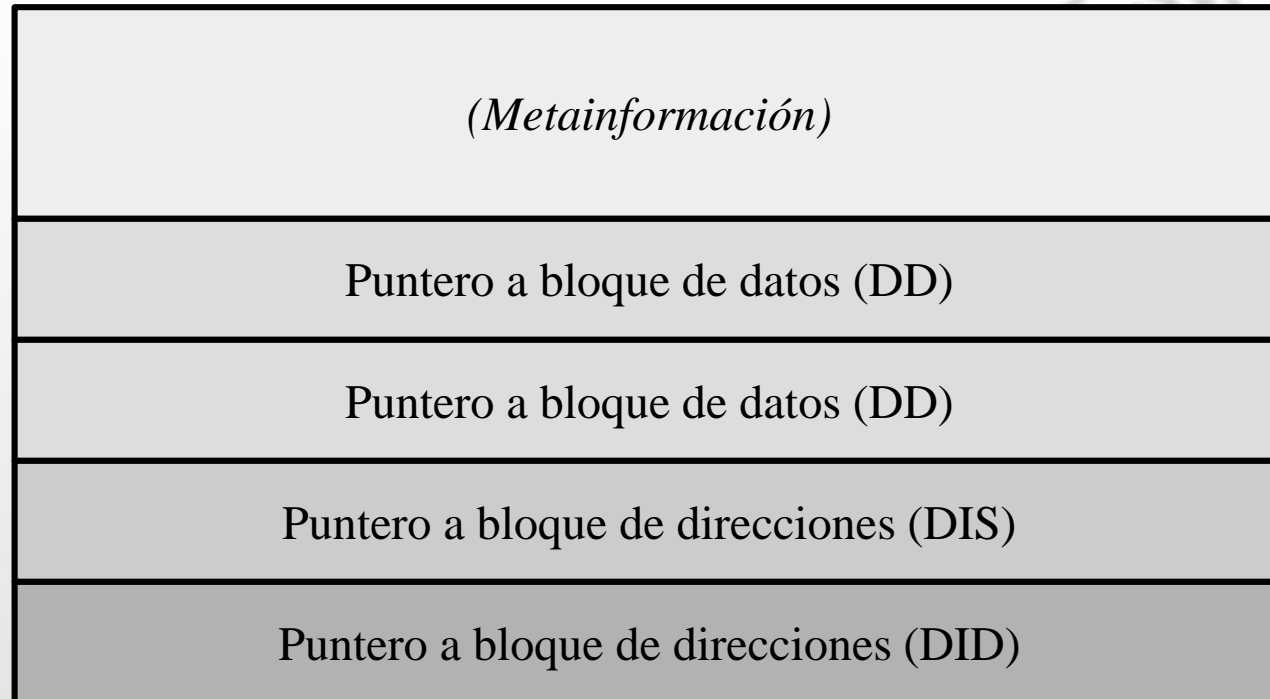 (Metainformación)
Puntero a bloque de datos (DD)
Puntero a bloque de datos (DD)
Puntero a bloque de direcciones (DIS)
Puntero a bloque de direcciones (DID)